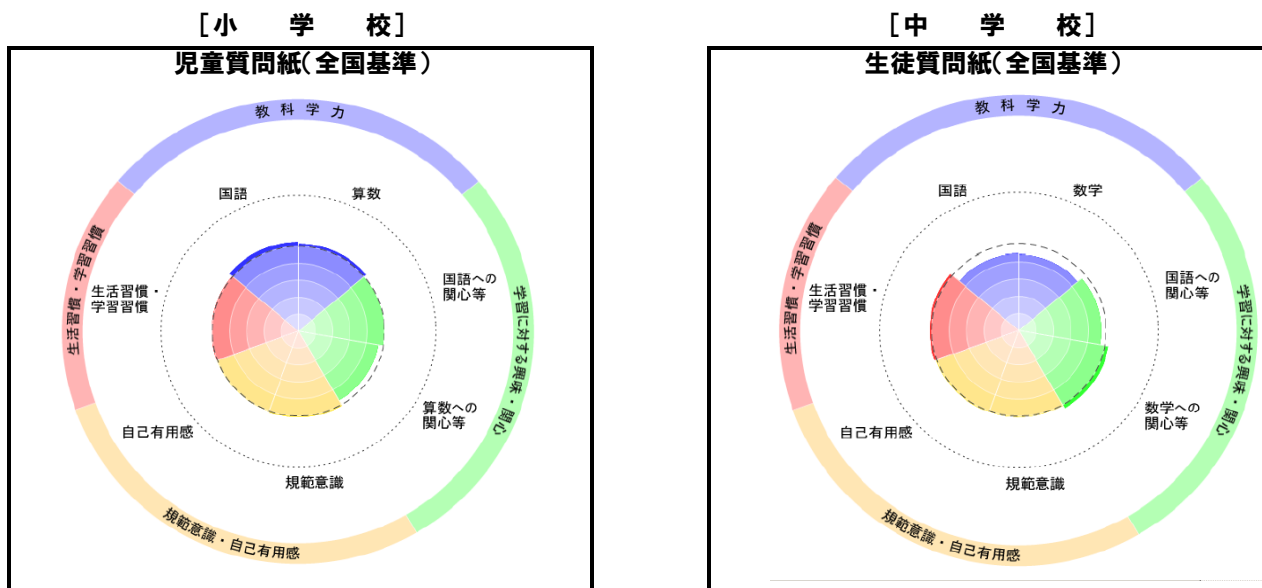 ［小　学　校］
児童質問紙（全国基準）
教科学力
国語
算数
国語への
関心等
生活習慣・
学習習慣
生活習慣・学習習慣
学習に対する興味・関心
算数への
関心等
自己有用感
規範意識
規範意識・自己有用感
［中　学　校］
生徒質問紙（全国基準）
教科学力
国語
数学
国語への
関心等
生活習慣・
学習習慣
生活習慣・学習習慣
学習に対する興味・関心
数学への
関心等
自己有用感
規範意識
規範意識・自己有用感